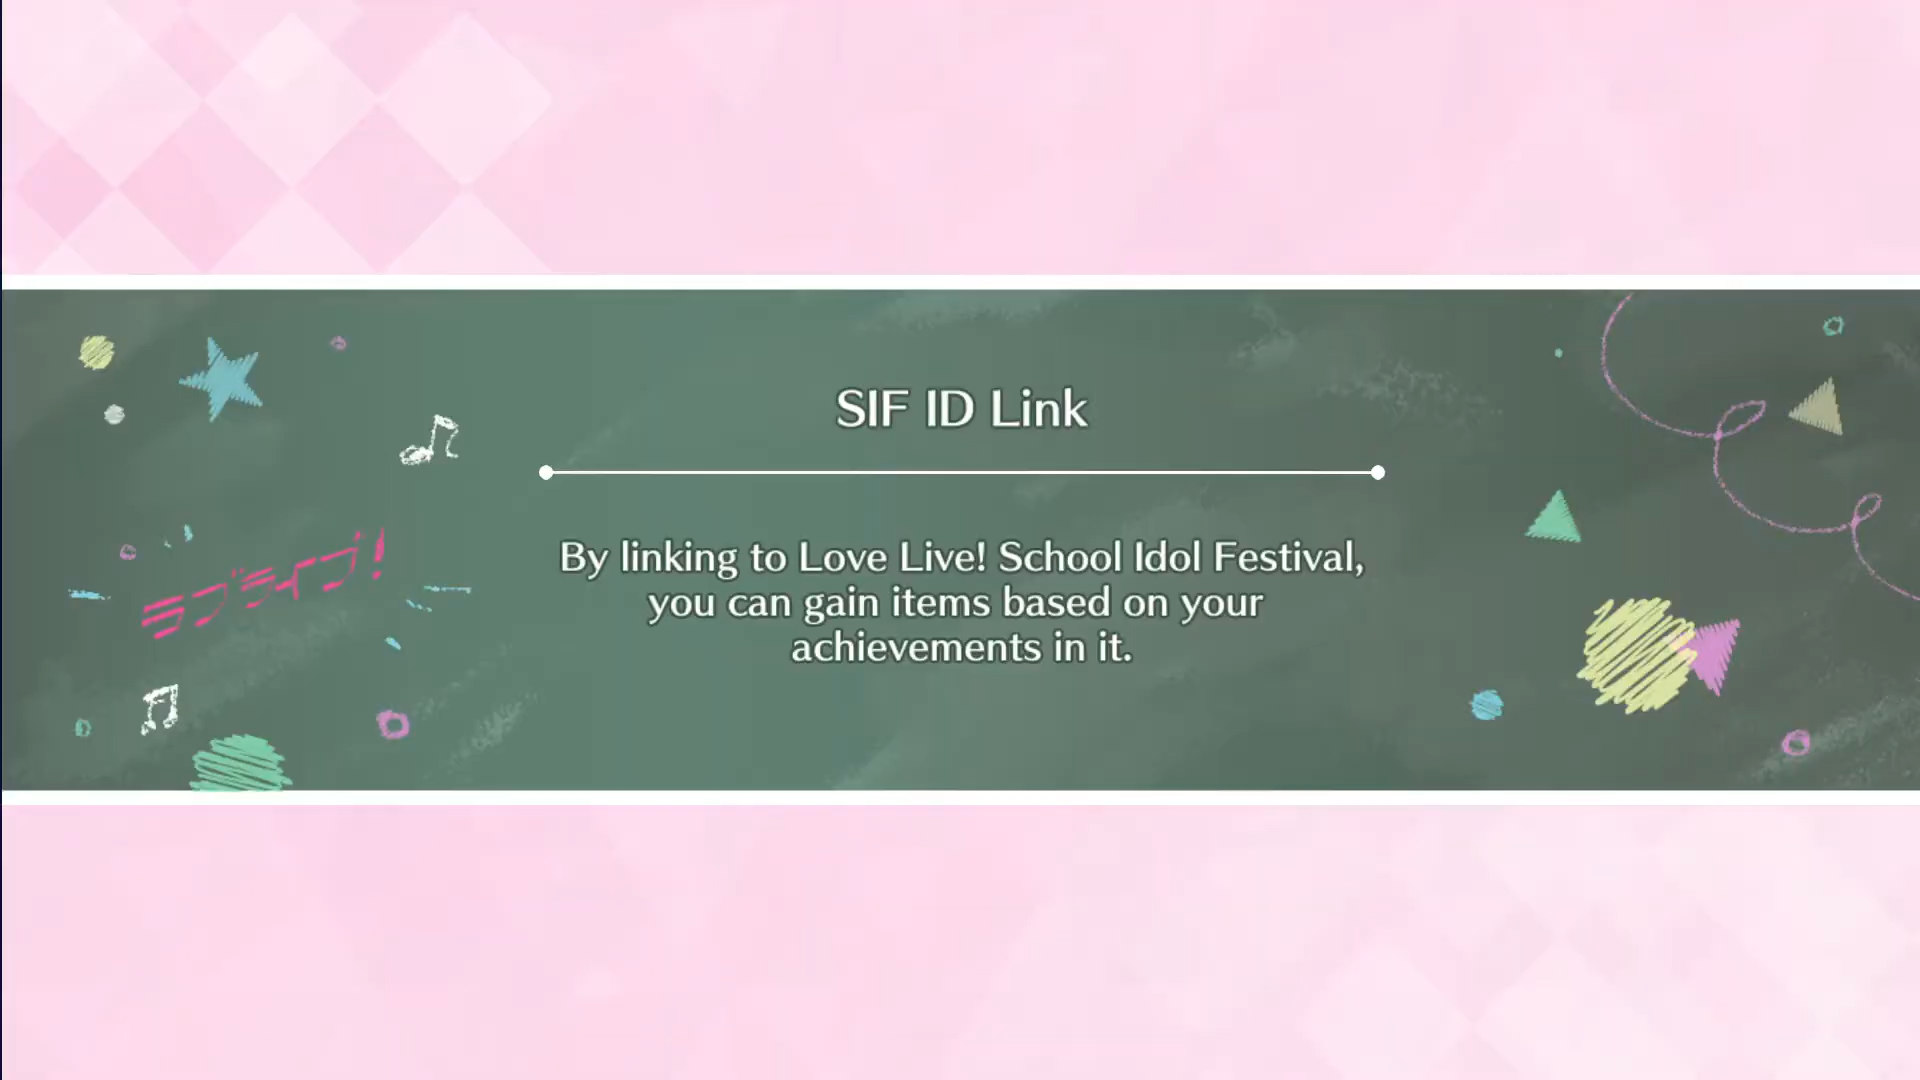 SIF ID Link
By linking to Love Live! School Idol Festival,
you can gain items based on your
achievements in it.
ラブライブ!